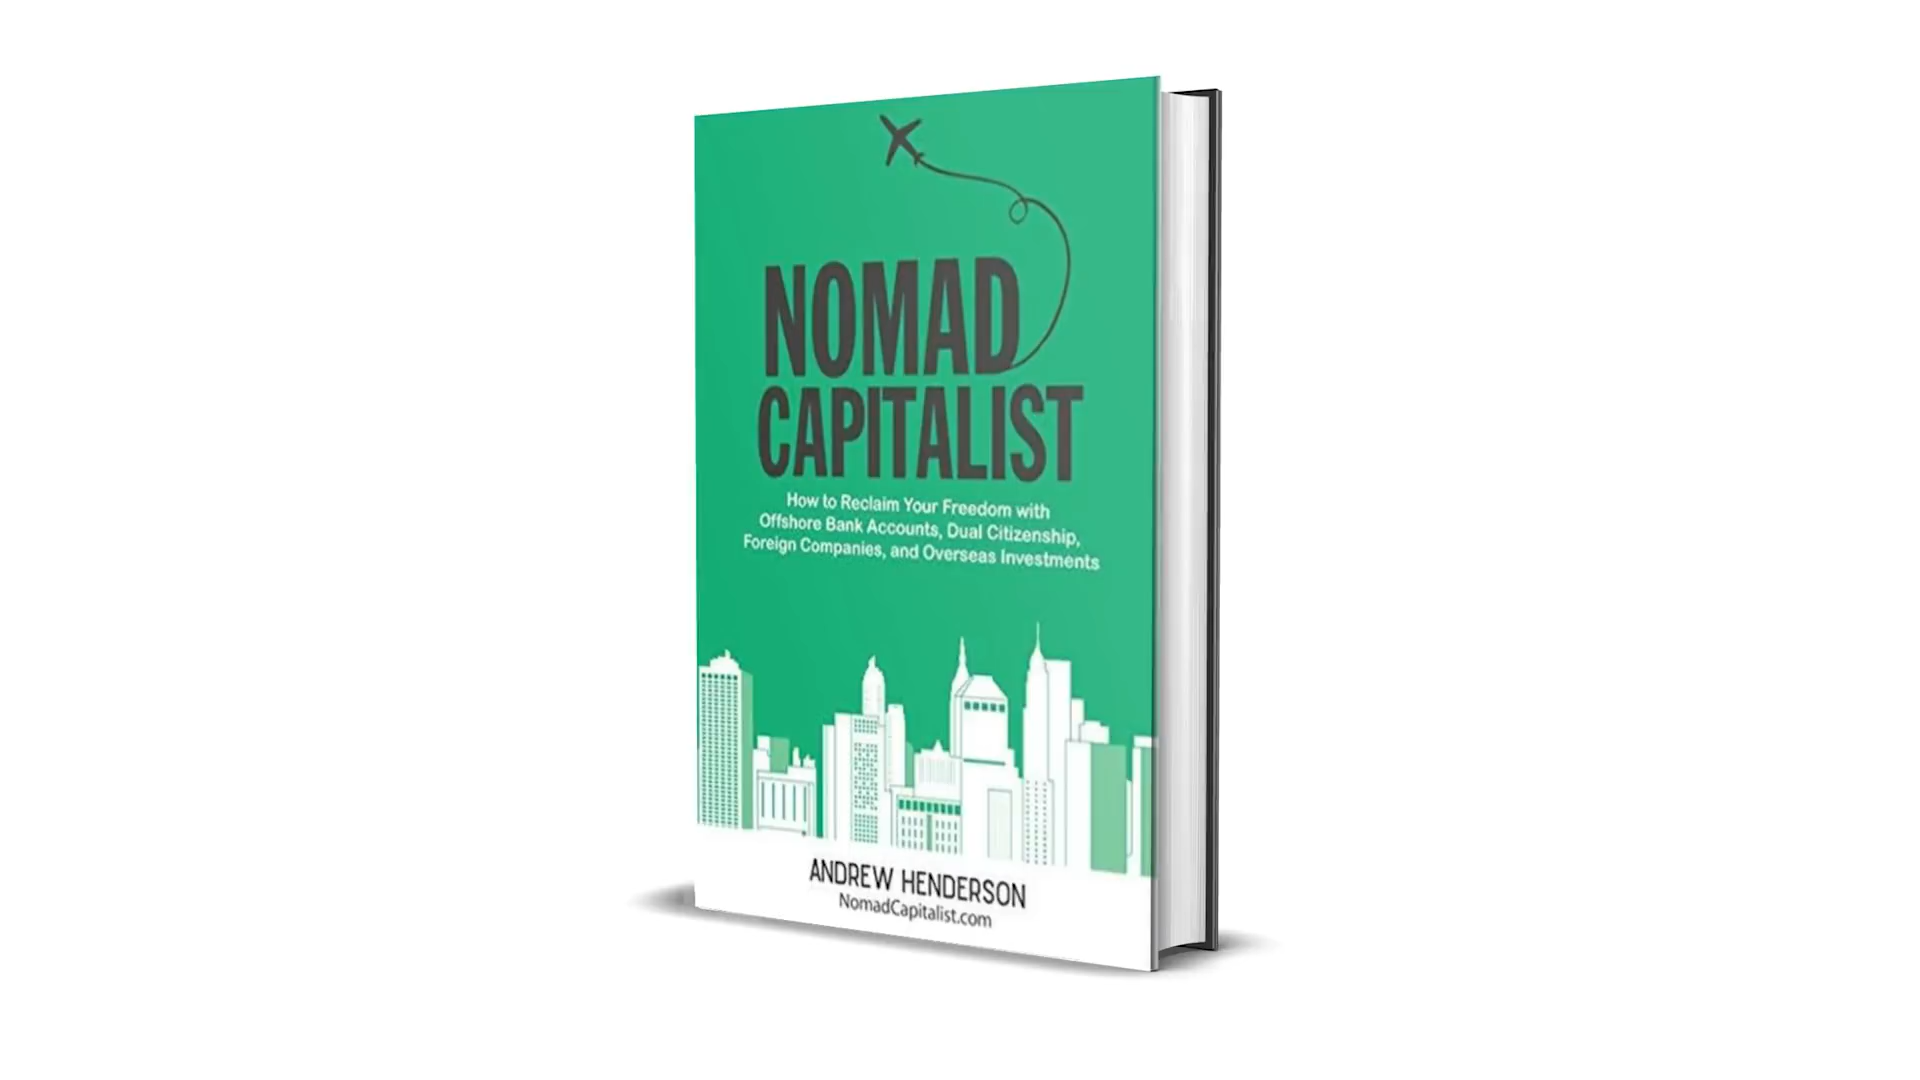 NOMAD
CAPITALIST
How to Reclaim Your Freedom with
Offshore Bank Accounts, Dual Citizenship,
Foreign Companies, and Overseas Investments
ANDREW HENDERSON
NomadCapitalist.com